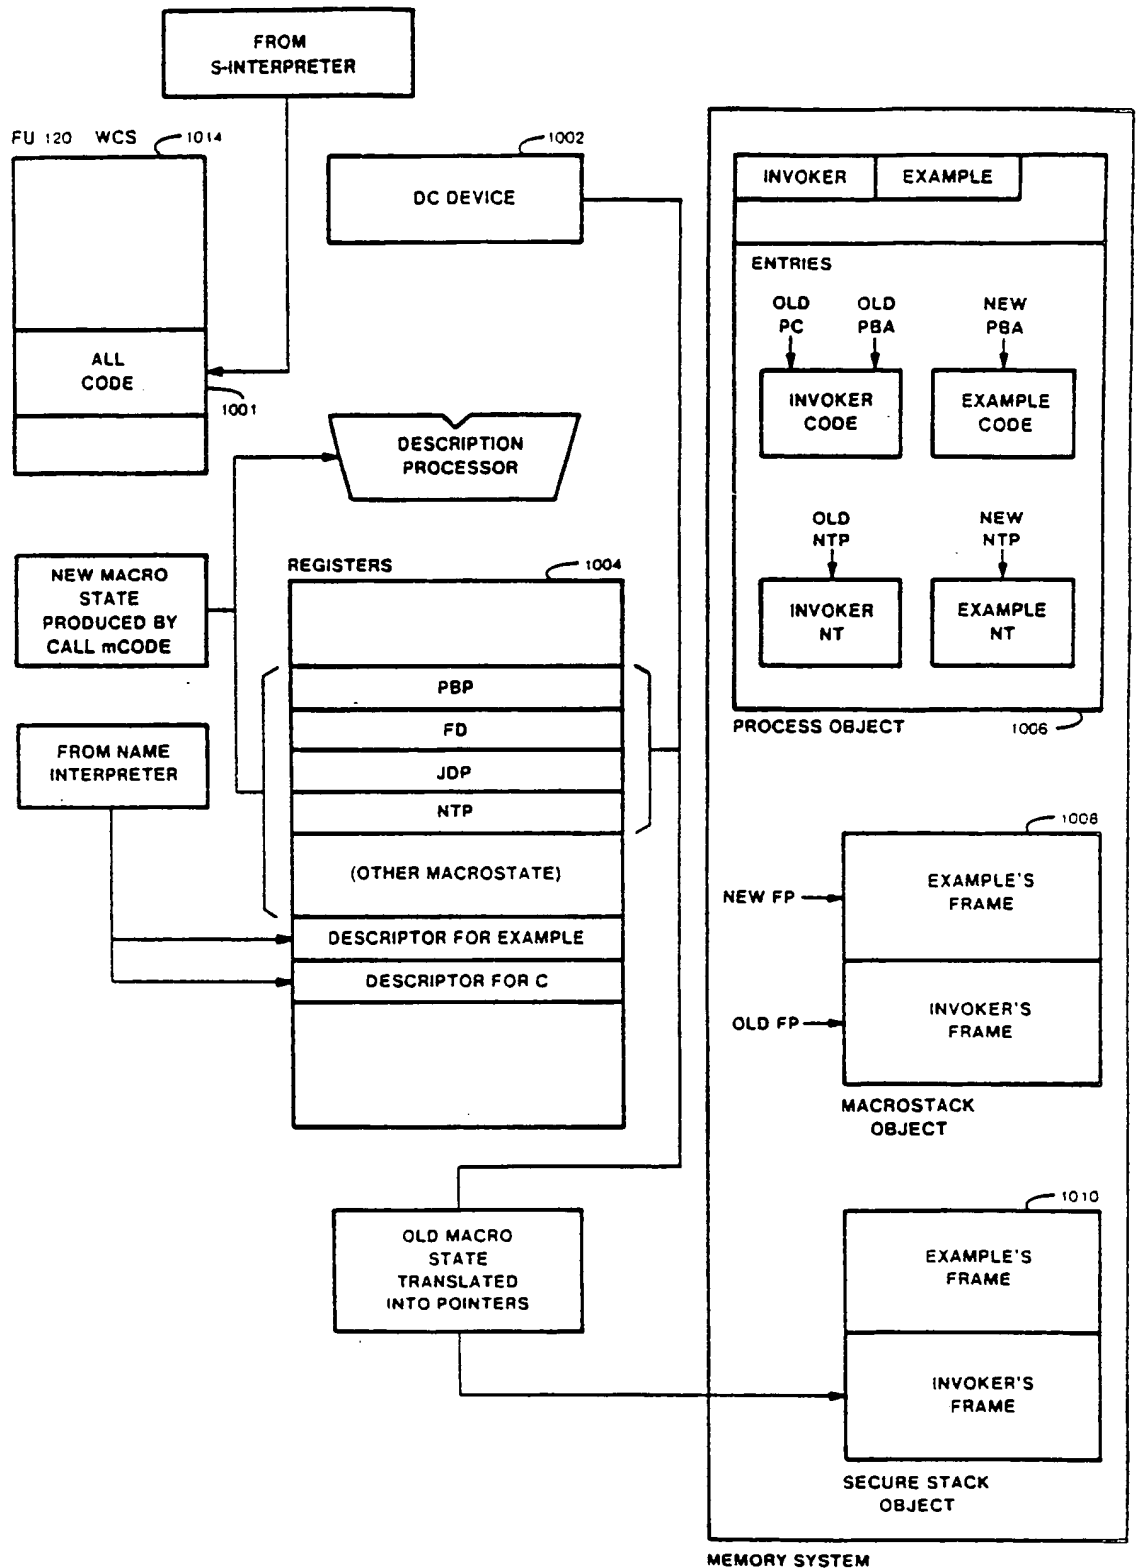 FROM
S-INTERPRETER
FU 120 WCS
1014
1002
DC DEVICE
ALL
CODE
1001
DESCRIPTION
PROCESSOR
NEW MACRO
STATE
PRODUCED BY
CALL mCODE
REGISTERS
1004
PBP
FD
JDP
NTP
(OTHER MACROSTATE)
DESCRIPTOR FOR EXAMPLE
DESCRIPTOR FOR C
FROM NAME
INTERPRETER
OLD MACRO
STATE
TRANSLATED
INTO POINTERS
INVOKER
EXAMPLE
ENTRIES
OLD
PC
OLD
PBA
NEW
PBA
INVOKER
CODE
EXAMPLE
CODE
OLD
NTP
NEW
NTP
INVOKER
NT
EXAMPLE
NT
PROCESS OBJECT
1006
1008
NEW FP
EXAMPLE'S
FRAME
OLD FP
INVOKER'S
FRAME
MACROSTACK
OBJECT
1010
EXAMPLE'S
FRAME
INVOKER'S
FRAME
SECURE STACK
OBJECT
MEMORY SYSTEM